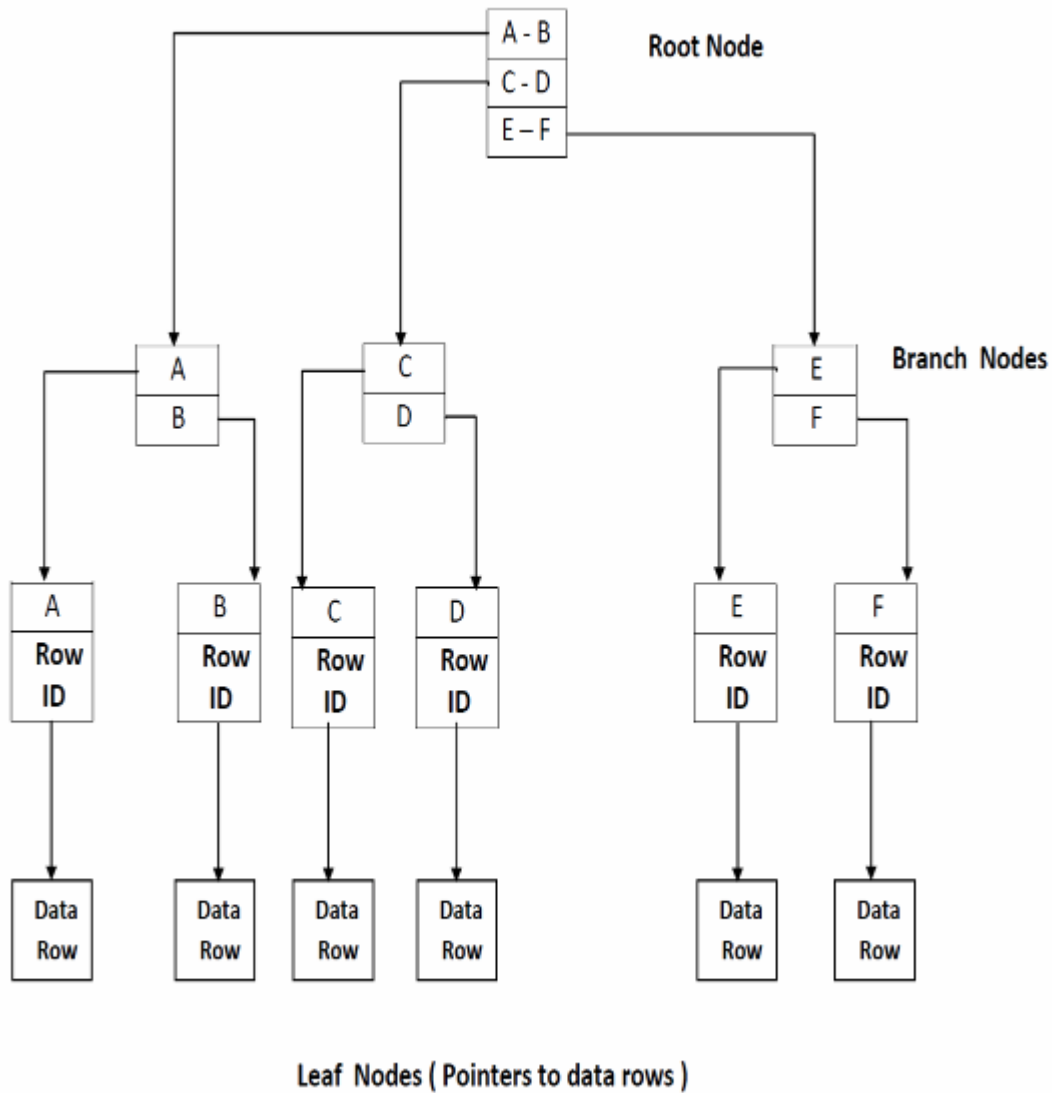 A - B
Root Node
C - D
E – F
A
B
C
D
E
F
Branch Nodes
A
Row
ID
B
Row
ID
C
Row
ID
D
Row
ID
E
Row
ID
F
Row
ID
Data
Row
Data
Row
Data
Row
Data
Row
Data
Row
Data
Row
Leaf Nodes ( Pointers to data rows )